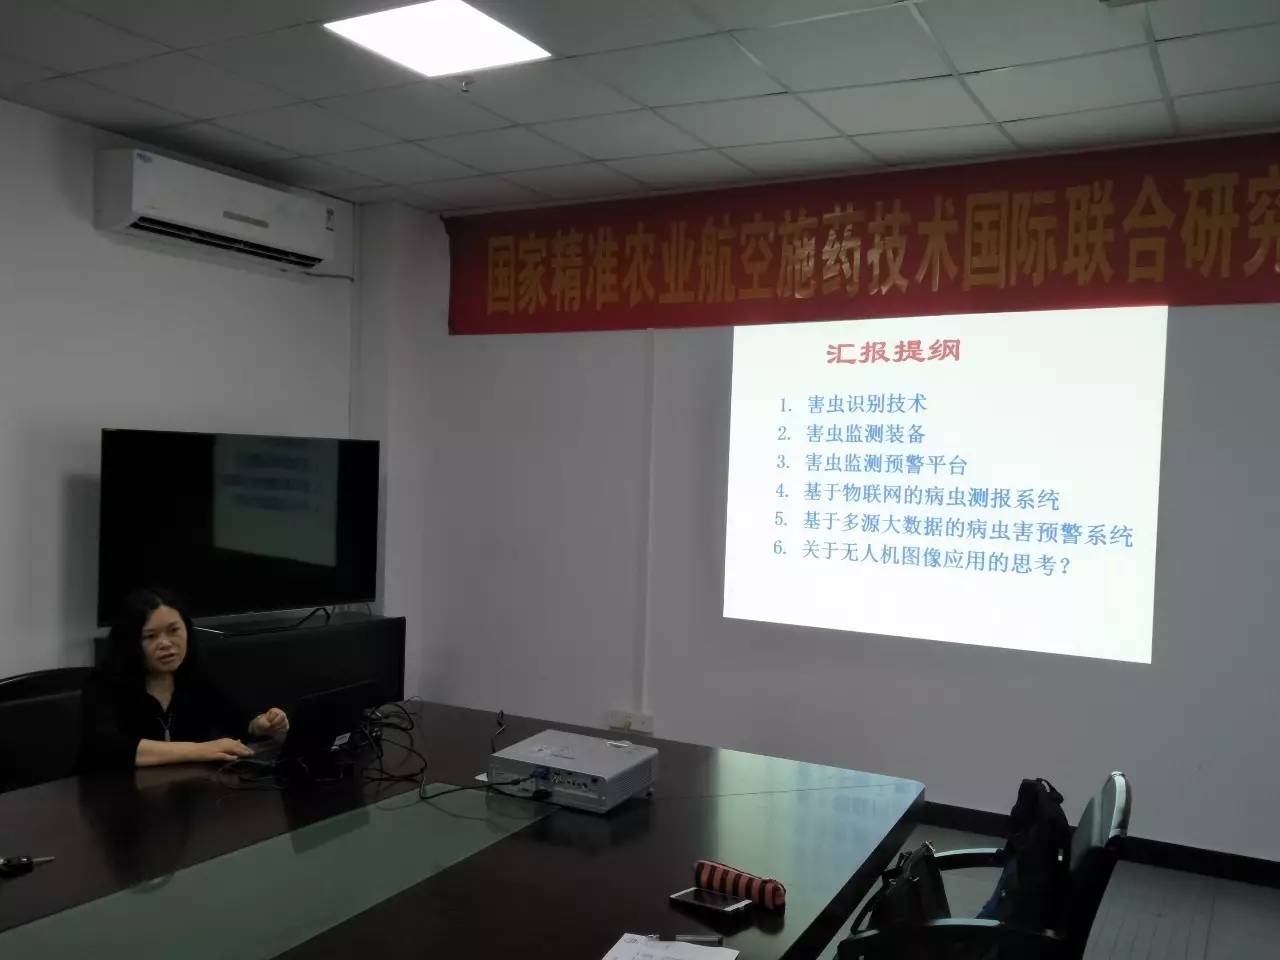 国家精准农业航空施药技术国际联合研究
汇报提纲
1. 害虫识别技术
2. 害虫监测装备
3. 害虫监测预警平台
4. 基于物联网的病虫测报系统
5. 基于多源大数据的病虫害预警系统
6. 关于无人机图像应用的思考？